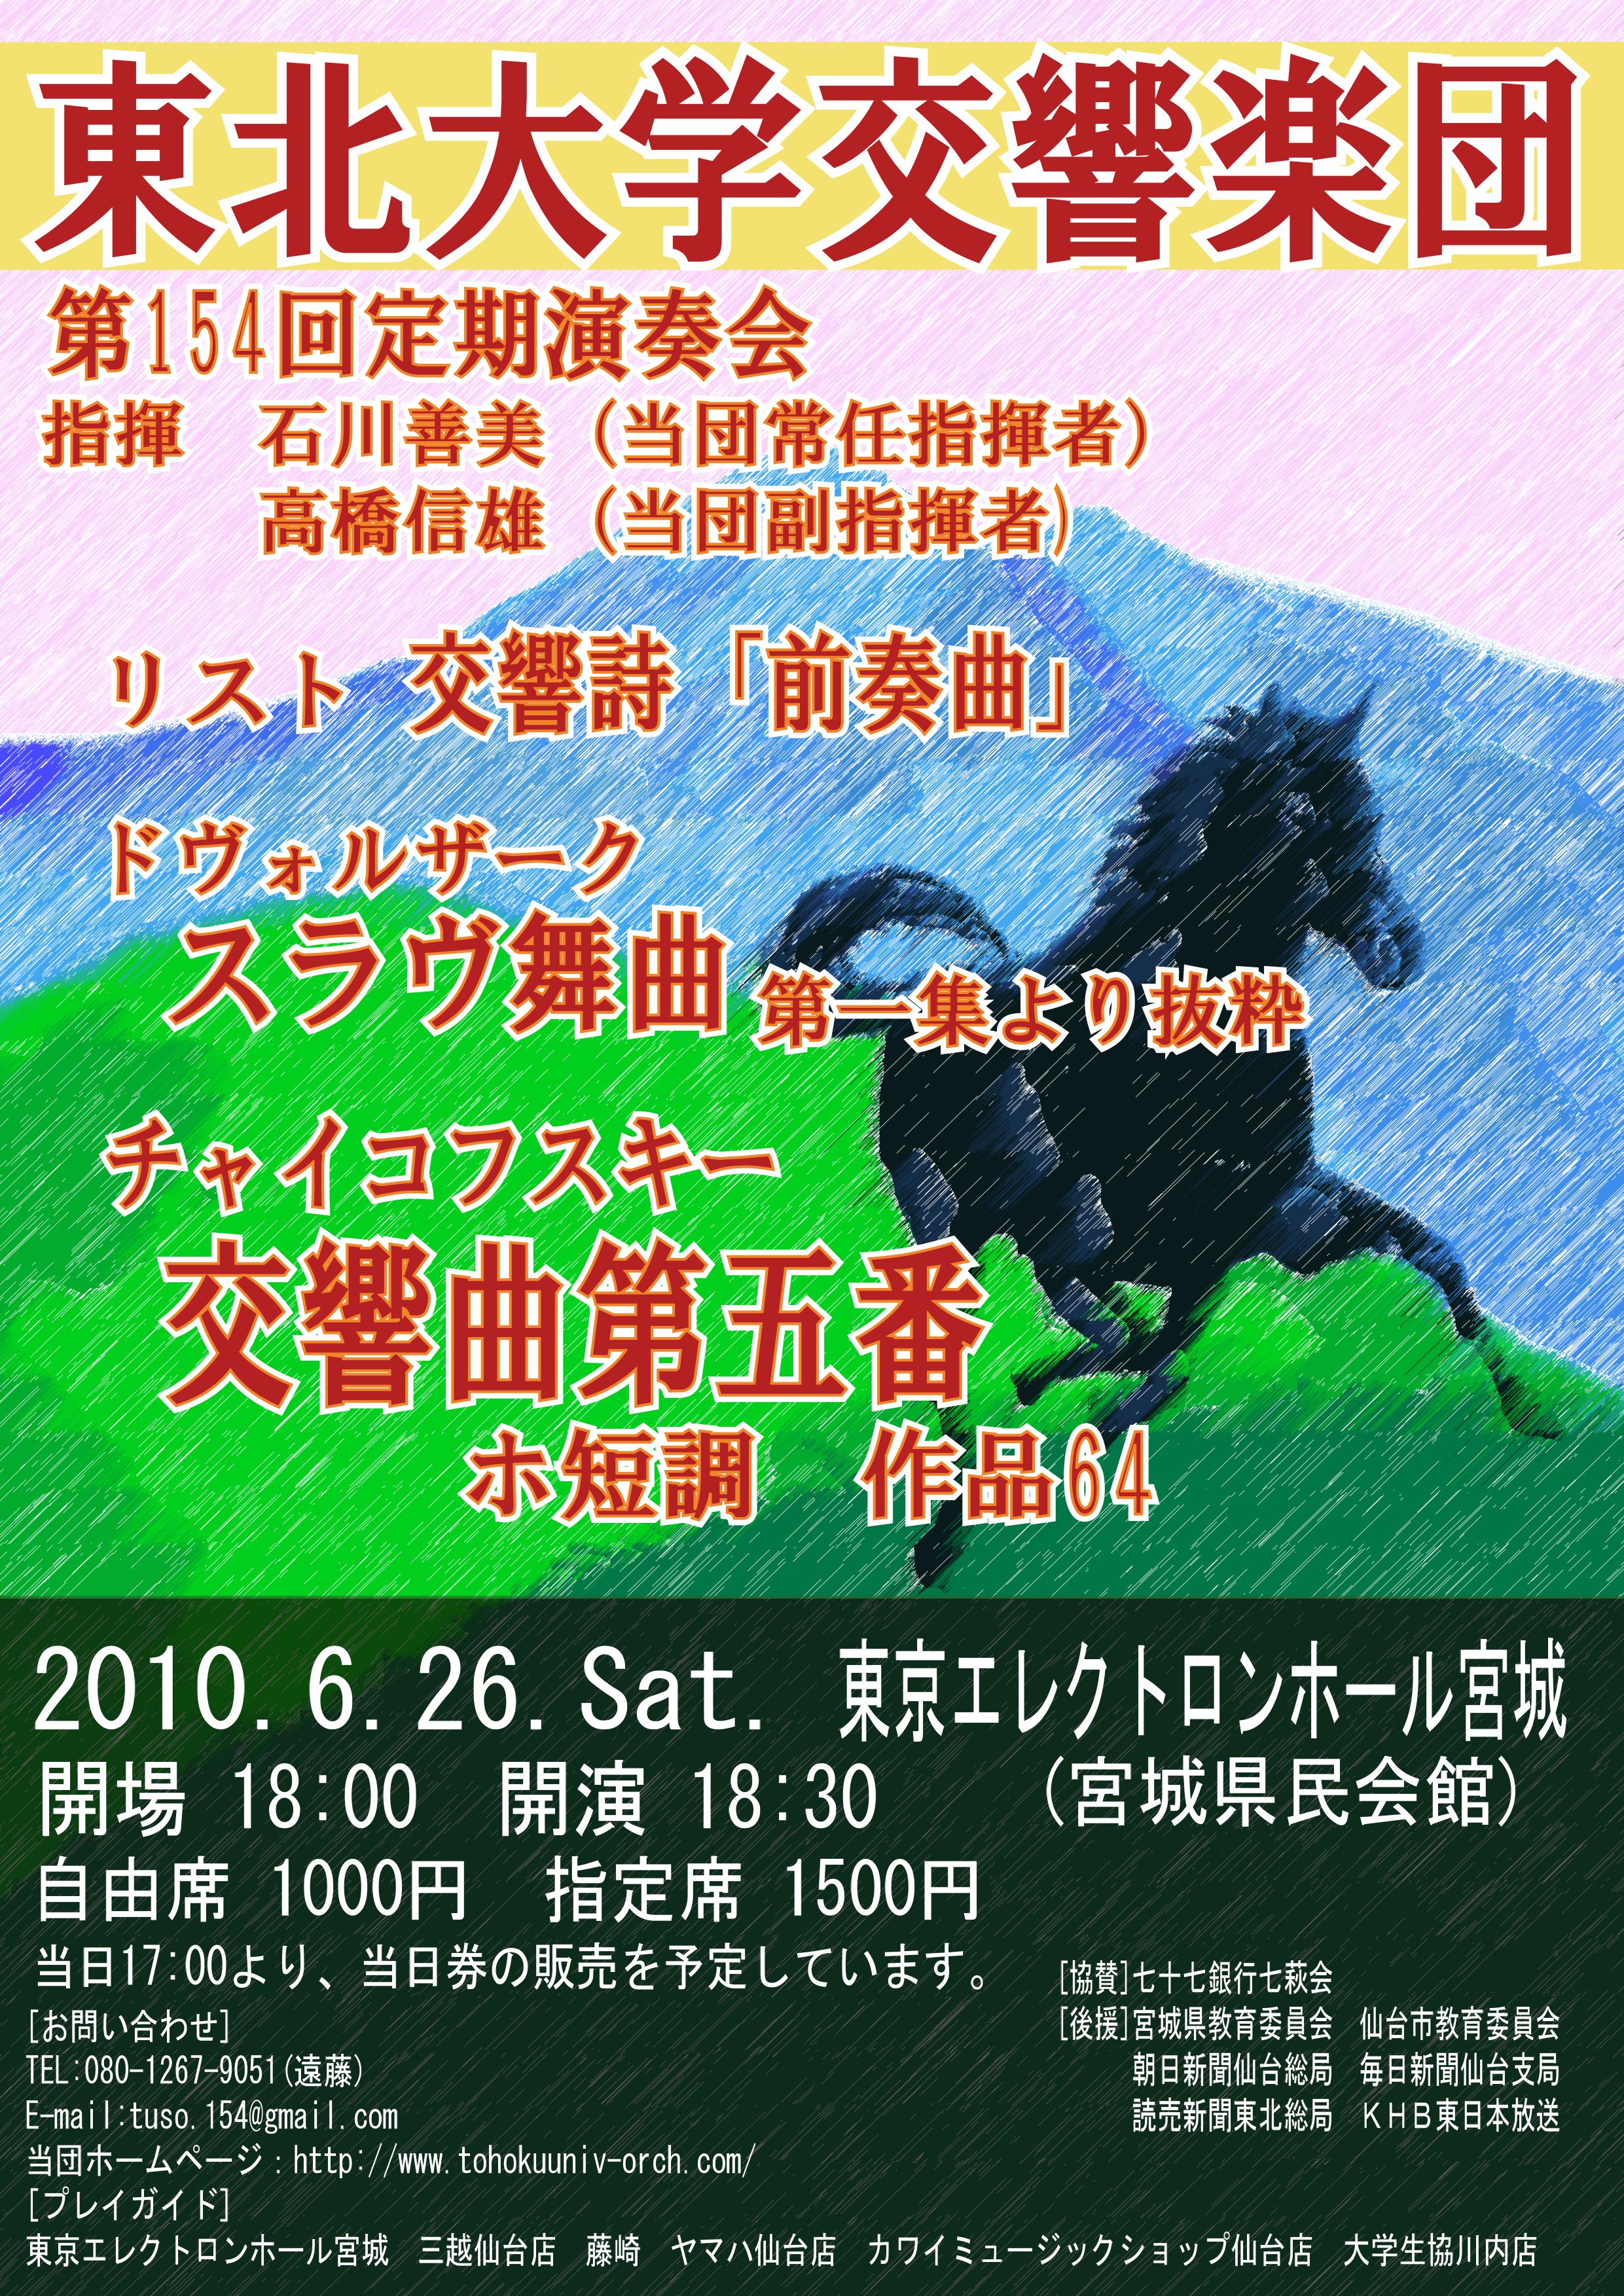 東北大学交響楽団
第154回定期演奏会
指揮　石川善美（当団常任指揮者）
高橋信雄（当団副指揮者）
リスト 交響詩「前奏曲」
ドヴォルザーク
スラヴ舞曲 第一集より抜粋
チャイコフスキー
交響曲第五番
ホ短調　作品64
2010.6.26.Sat. 東京エレクトロンホール宮城
開場 18:00　開演 18:30　（宮城県民会館）
自由席 1000円　指定席 1500円
当日17:00より、当日券の販売を予定しています。
[協賛]七十七銀行七萩会
[後援]宮城県教育委員会　仙台市教育委員会
朝日新聞仙台総局　毎日新聞仙台支局
読売新聞東北総局　ＫＨＢ東日本放送
[お問い合わせ]
TEL:080-1267-9051(遠藤)
E-mail:tuso.154@gmail.com
当団ホームページ：http://www.tohokuuniv-orch.com/
[プレイガイド]
東京エレクトロンホール宮城　三越仙台店　藤崎　ヤマハ仙台店　カワイミュージックショップ仙台店　大学生協川内店